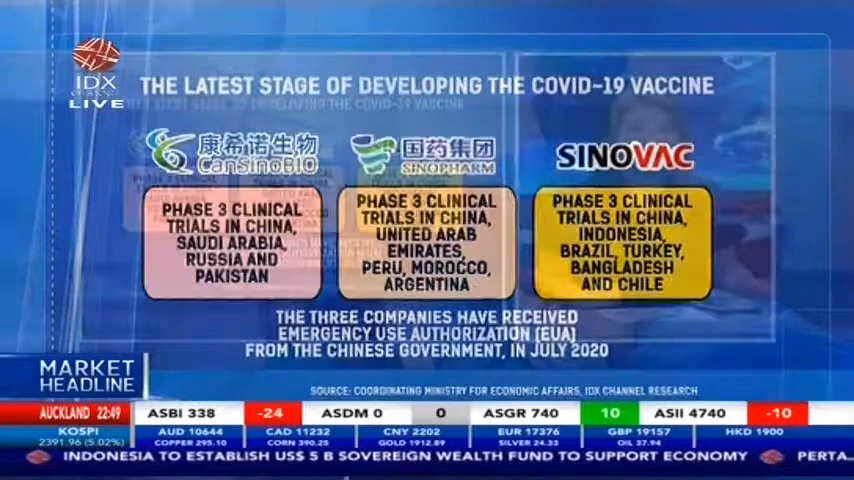 IDX
LIVE
THE LATEST STAGE OF DEVELOPING THE COVID-19 VACCINE
康希诺生物
CanSinoBIO
国药集团
SINOPHARM
SINOVAC
PHASE 3 CLINICAL
TRIALS IN CHINA,
SAUDI ARABIA,
RUSSIA AND
PAKISTAN
PHASE 3 CLINICAL
TRIALS IN CHINA,
UNITED ARAB
EMIRATES,
PERU, MOROCCO,
ARGENTINA
PHASE 3 CLINICAL
TRIALS IN CHINA,
INDONESIA,
BRAZIL, TURKEY,
BANGLADESH
AND CHILE
THE THREE COMPANIES HAVE RECEIVED
EMERGENCY USE AUTHORIZATION (EUA)
FROM THE CHINESE GOVERNMENT, IN JULY 2020
MARKET
HEADLINE
SOURCE: COORDINATING MINISTRY FOR ECONOMIC AFFAIRS, IDX CHANNEL RESEARCH
AUCKLAND 22:49 ASBI 338 -24 ASDM 0 0 ASGR 740 10 ASII 4740 -10
KOSPI AUD 10644 CAD 11232 CNY 2202 EUR 17376 GBP 19157 HKD 1900
2391.96 (5.02%) COPPER 295.10 CORN 390.25 GOLD 1912.89 SILVER 24.33 OIL 37.94
INDONESIA TO ESTABLISH US$ 5 B SOVEREIGN WEALTH FUND TO SUPPORT ECONOMY PERTA